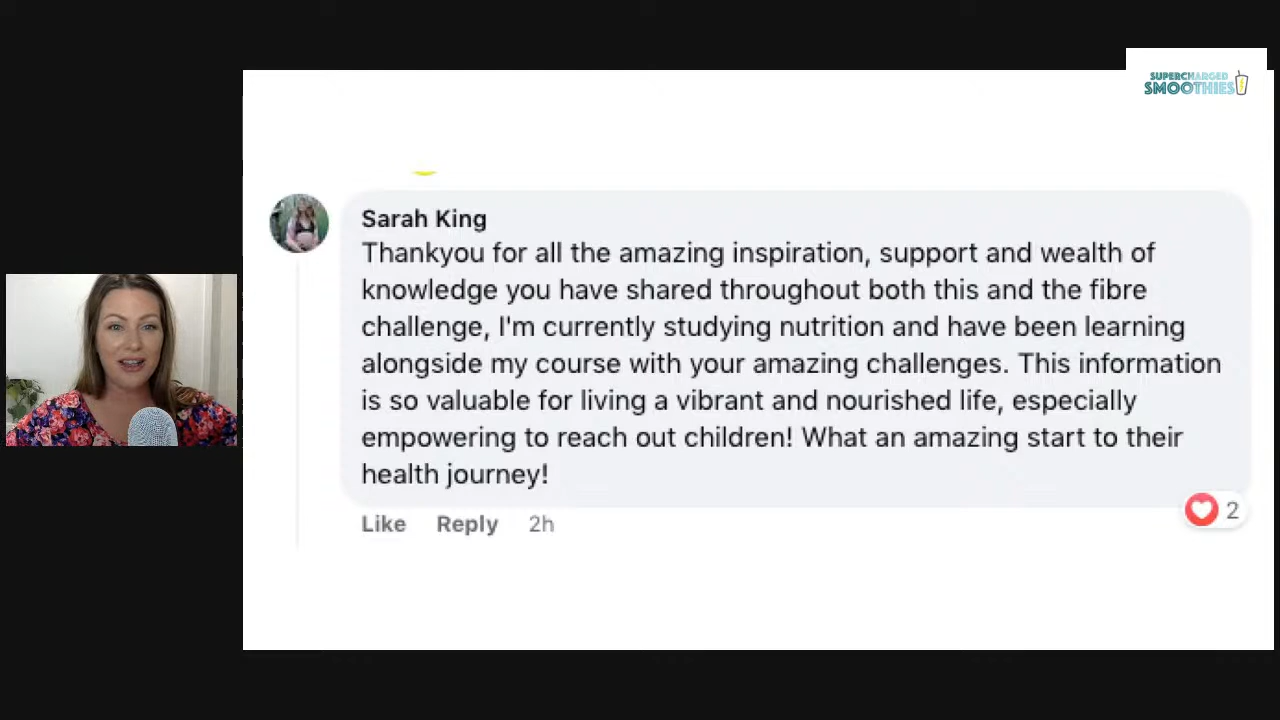 SUPERCHARGED
SMOOTHIES
Sarah King
Thankyou for all the amazing inspiration, support and wealth of
knowledge you have shared throughout both this and the fibre
challenge, I'm currently studying nutrition and have been learning
alongside my course with your amazing challenges. This information
is so valuable for living a vibrant and nourished life, especially
empowering to reach out children! What an amazing start to their
health journey!
Like Reply 2h
2